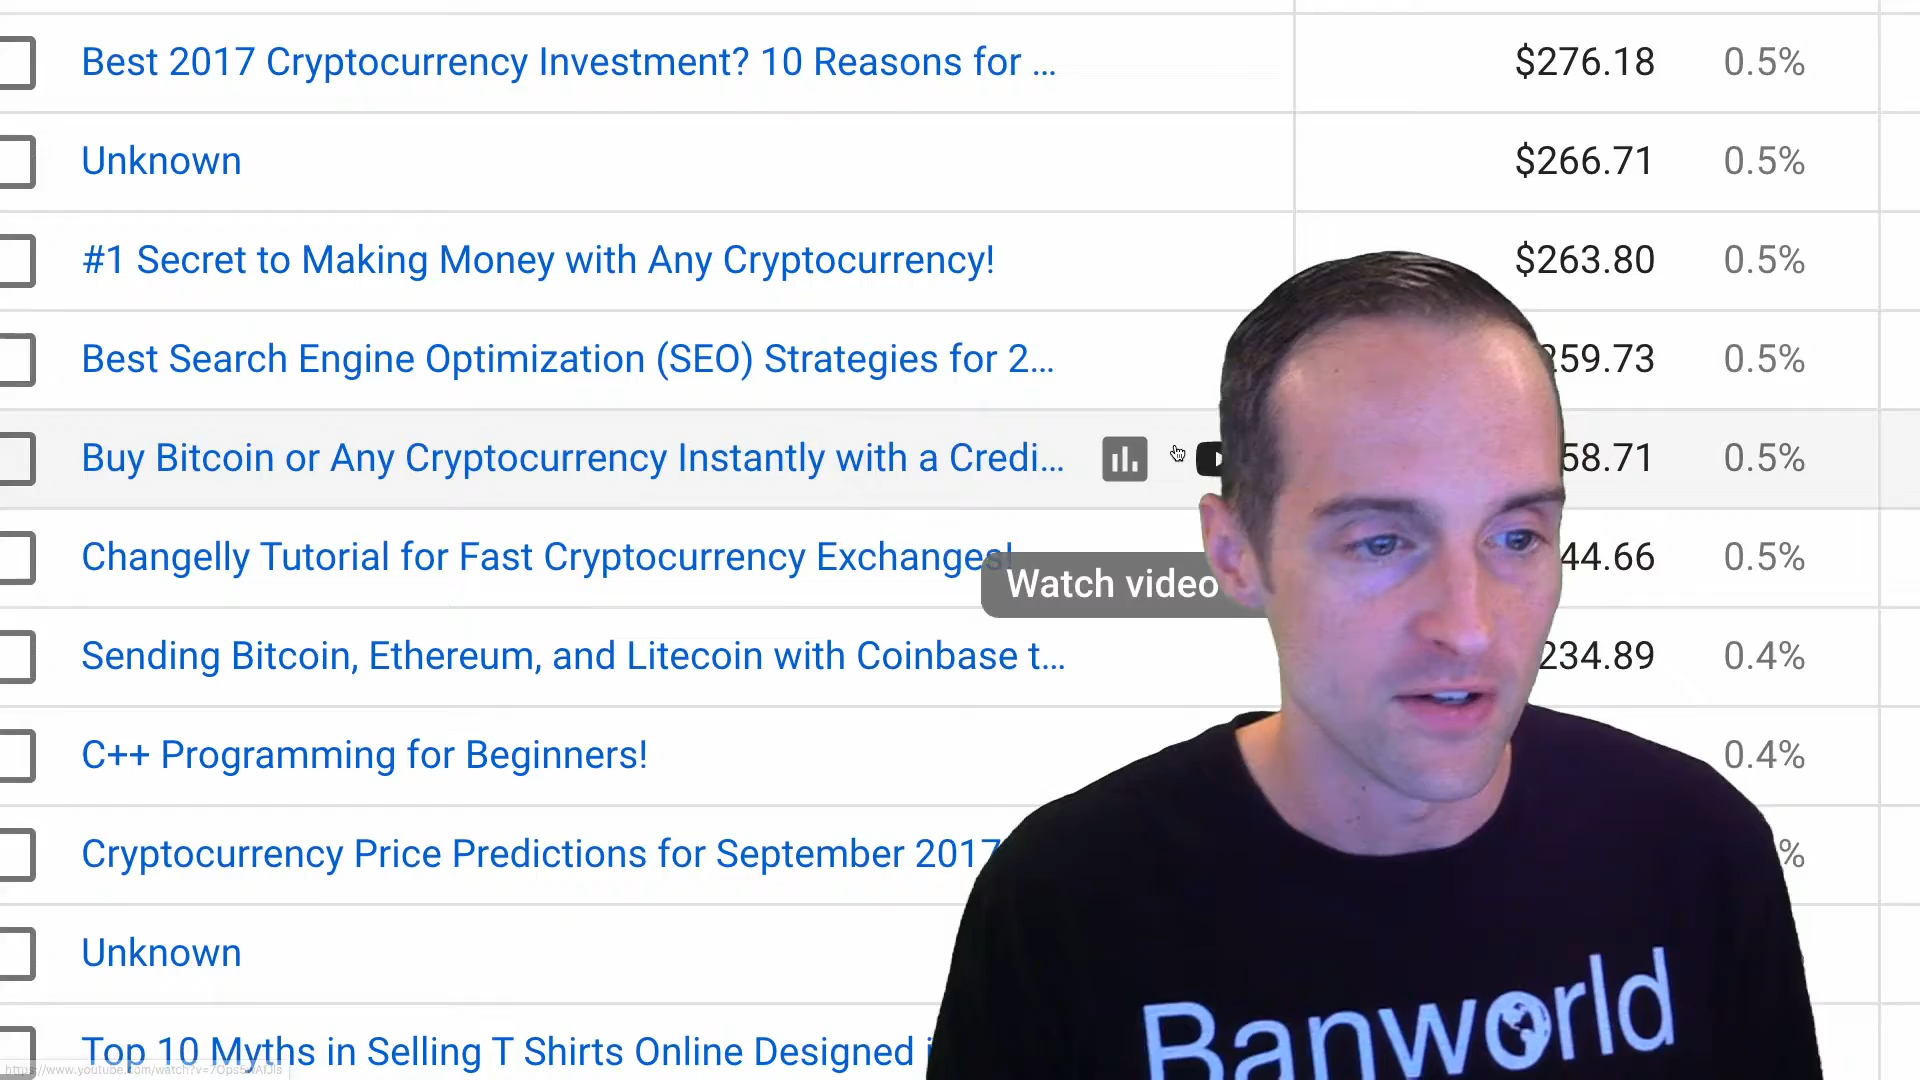 Best 2017 Cryptocurrency Investment? 10 Reasons for ... $276.18 0.5%
Unknown $266.71 0.5%
#1 Secret to Making Money with Any Cryptocurrency! $263.80 0.5%
Best Search Engine Optimization (SEO) Strategies for 2... 259.73 0.5%
Buy Bitcoin or Any Cryptocurrency Instantly with a Credi... 58.71 0.5%
Changelly Tutorial for Fast Cryptocurrency Exchanges! 44.66 0.5%
Watch video
Sending Bitcoin, Ethereum, and Litecoin with Coinbase t... 234.89 0.4%
C++ Programming for Beginners! 0.4%
Cryptocurrency Price Predictions for September 2017 %
Unknown
Top 10 Myths in Selling T Shirts Online Designed
Banworld